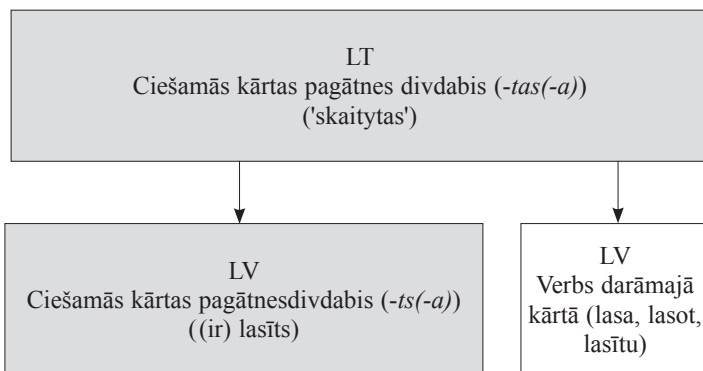 LT
Ciešamās kārtas pagātnes divdabis (-tas(-a))
('skaitytas')
LV
Ciešamās kārtas pagātnesdivdabis (-ts(-a))
((ir) lasīts)
LV
Verbs darāmajā
kārtā (lasa, lasot,
lasītu)